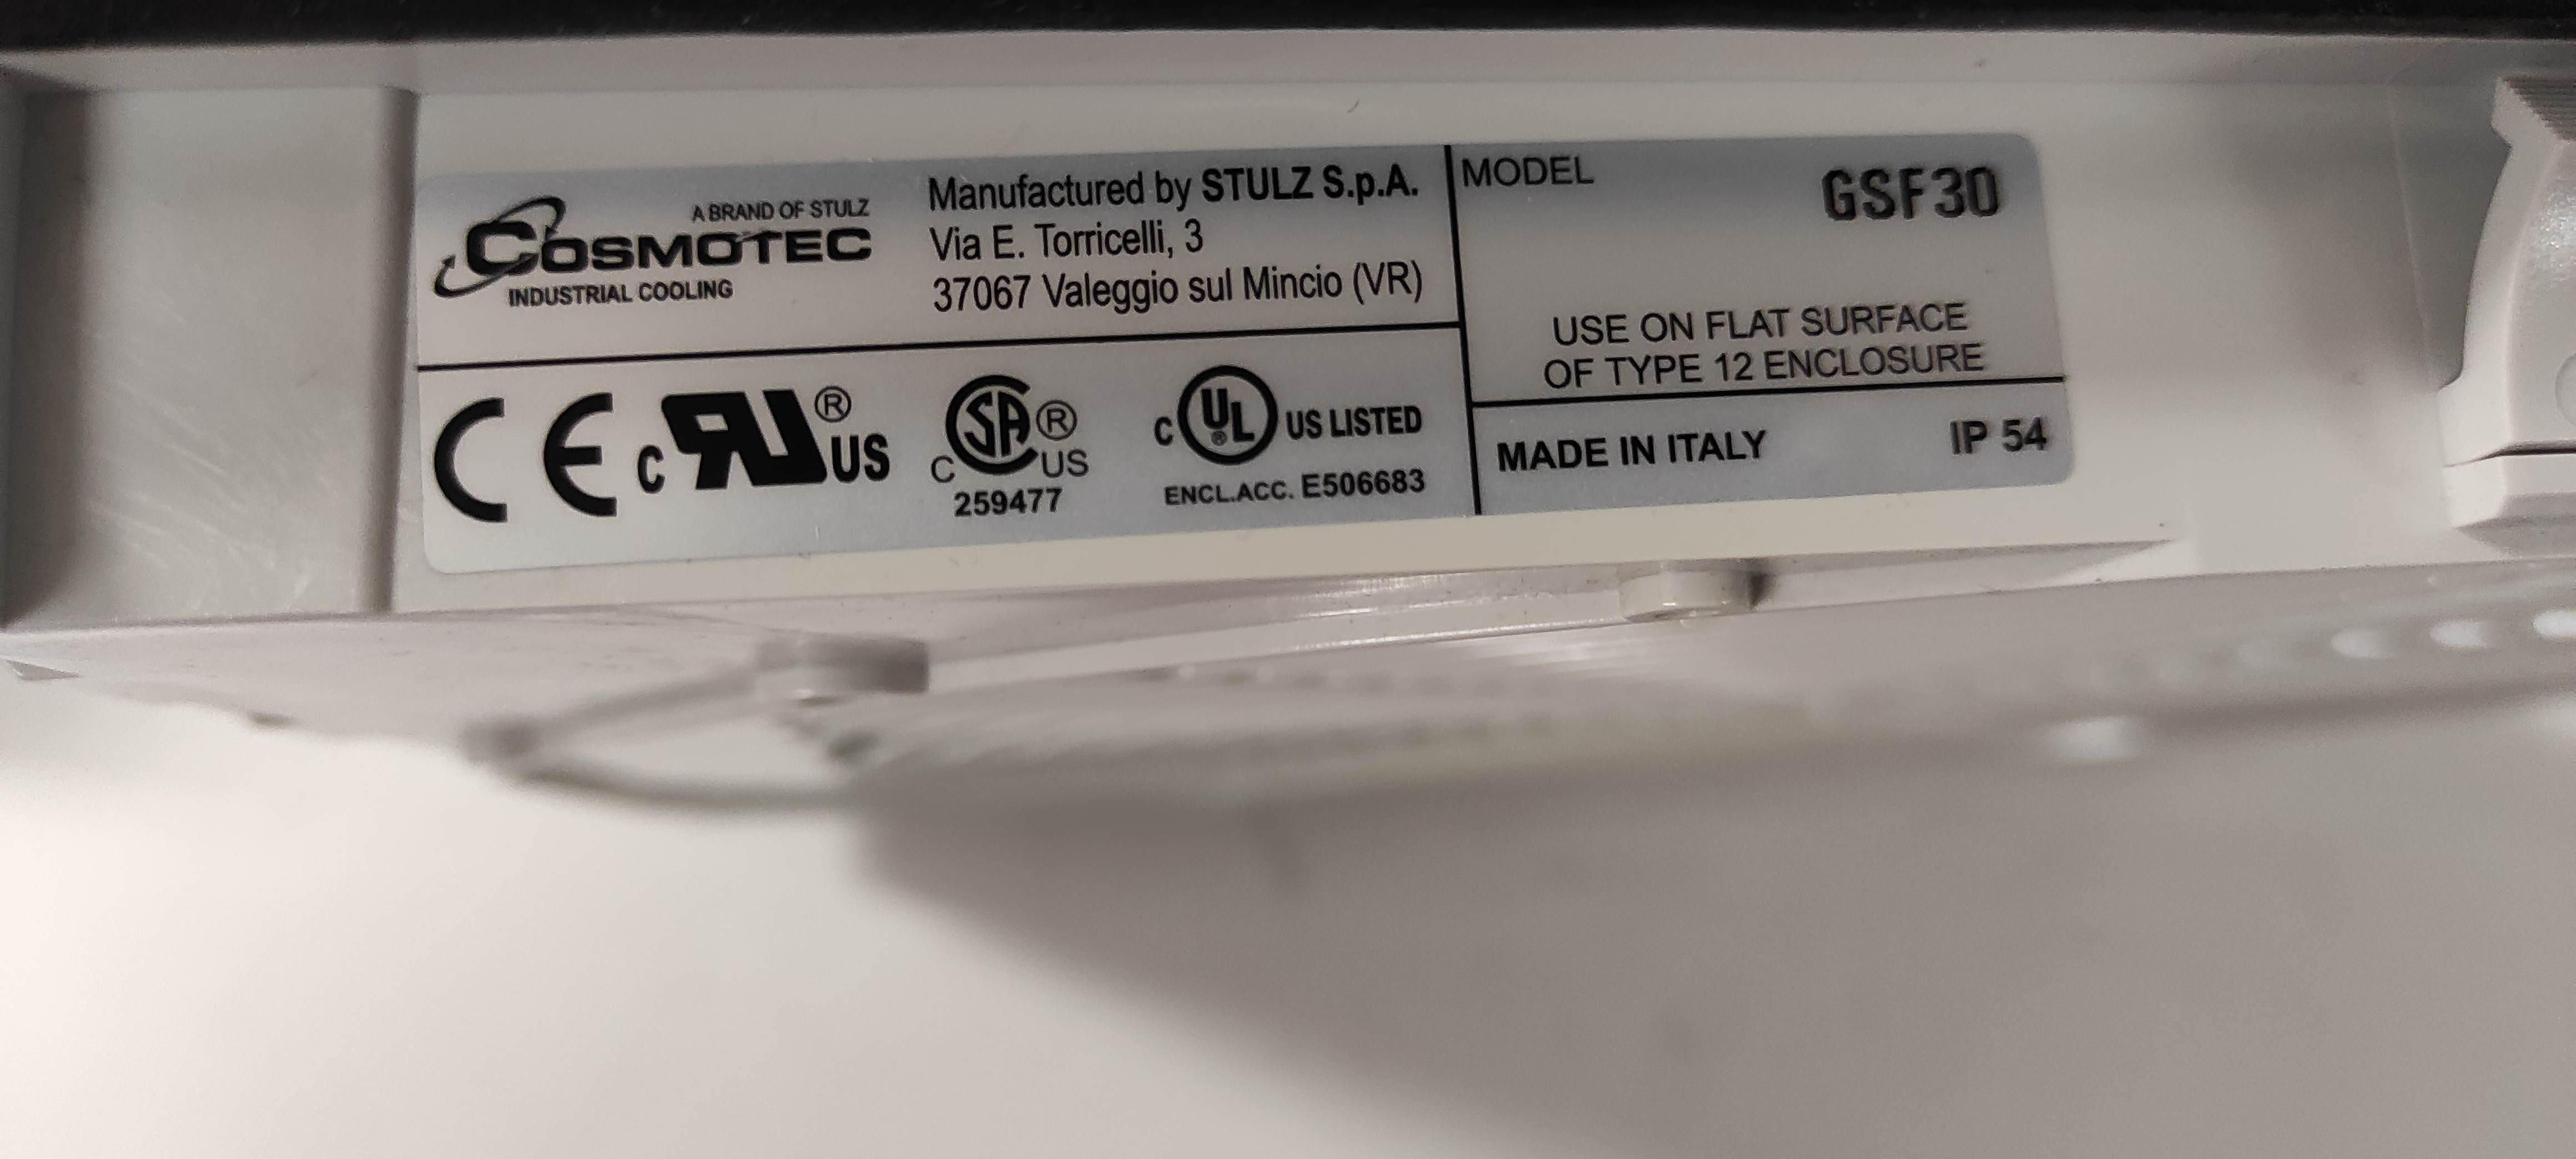 A BRAND OF STULZ
COSMOTEC
INDUSTRIAL COOLING
Manufactured by STULZ S.p.A.
Via E. Torricelli, 3
37067 Valeggio sul Mincio (VR)
MODEL GSF30
USE ON FLAT SURFACE
OF TYPE 12 ENCLOSURE
CE c RU® US
C SA® US
259477
c UL® US LISTED
ENCL.ACC. E506683
MADE IN ITALY IP 54